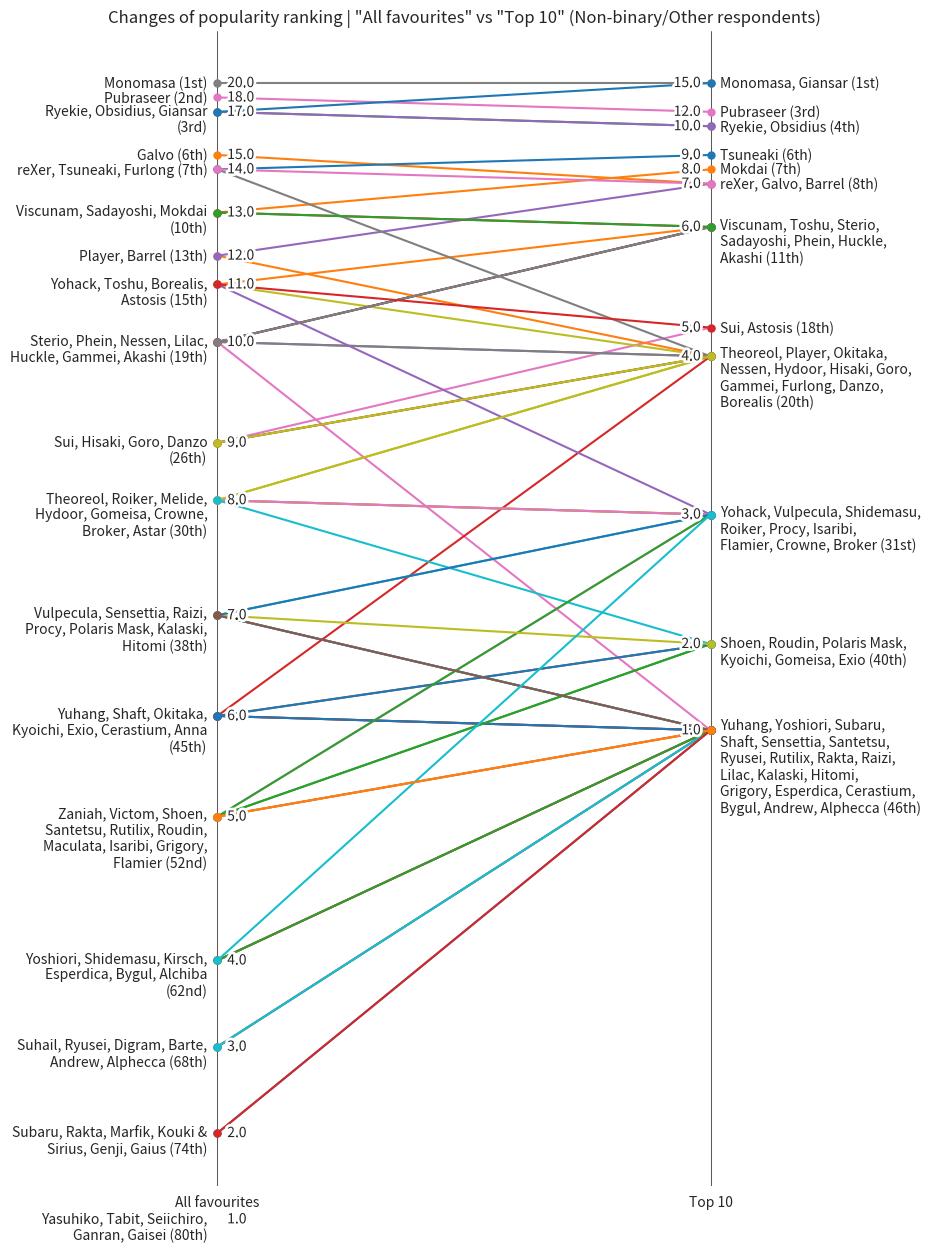 Changes of popularity ranking | "All favourites" vs "Top 10" (Non-binary/Other respondents)
Monomasa (1st)
20.0
Pubraseer (2nd)
18.0
Ryekie, Obsidius, Giansar
(3rd)
17.0
Galvo (6th)
15.0
reXer, Tsuneaki, Furlong (7th)
14.0
Viscunam, Sadayoshi, Mokdai
(10th)
13.0
Player, Barrel (13th)
12.0
Yohack, Toshu, Borealis,
Astosis (15th)
11.0
Sterio, Phein, Nessen, Lilac,
Huckle, Gammei, Akashi (19th)
10.0
Sui, Hisaki, Goro, Danzo
(26th)
9.0
Theoreol, Roiker, Melide,
Hydoor, Gomeisa, Crowne,
Broker, Astar (30th)
8.0
Vulpecula, Sensettia, Raizi,
Procy, Polaris Mask, Kalaski,
Hitomi (38th)
7.0
Yuhang, Shaft, Okitaka,
Kyoichi, Exio, Cerastium, Anna
(45th)
6.0
Zaniah, Victom, Shoen,
Santetsu, Rutilix, Roudin,
Maculata, Isaribi, Grigory,
Flamier (52nd)
5.0
Yoshiori, Shidemasu, Kirsch,
Esperdica, Bygul, Alchiba
(62nd)
4.0
Suhail, Ryusei, Digram, Barte,
Andrew, Alphecca (68th)
3.0
Subaru, Rakta, Marfik, Kouki &
Sirius, Genji, Gaius (74th)
2.0
All favourites
Yasuhiko, Tabit, Seiichiro,
Ganran, Gaisei (80th)
1.0
15.0
Monomasa, Giansar (1st)
12.0
Pubraseer (3rd)
10.0
Ryekie, Obsidius (4th)
9.0
Tsuneaki (6th)
8.0
Mokdai (7th)
7.0
reXer, Galvo, Barrel (8th)
6.0
Viscunam, Toshu, Sterio,
Sadayoshi, Phein, Huckle,
Akashi (11th)
5.0
Sui, Astosis (18th)
4.0
Theoreol, Player, Okitaka,
Nessen, Hydoor, Hisaki, Goro,
Gammei, Furlong, Danzo,
Borealis (20th)
3.0
Yohack, Vulpecula, Shidemasu,
Roiker, Procy, Isaribi,
Flamier, Crowne, Broker (31st)
2.0
Shoen, Roudin, Polaris Mask,
Kyoichi, Gomeisa, Exio (40th)
1.0
Yuhang, Yoshiori, Subaru,
Shaft, Sensettia, Santetsu,
Ryusei, Rutilix, Rakta, Raizi,
Lilac, Kalaski, Hitomi,
Grigory, Esperdica, Cerastium,
Bygul, Andrew, Alphecca (46th)
Top 10